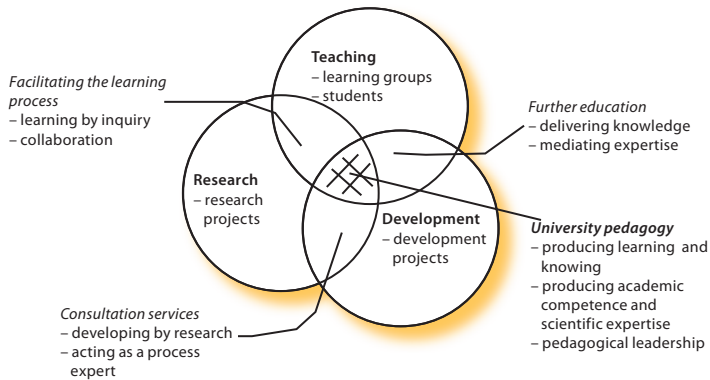 Teaching
– learning groups
– students
Facilitating the learning
process
– learning by inquiry
– collaboration
Further education
– delivering knowledge
– mediating expertise
Research
– research
projects
Development
– development
projects
University pedagogy
– producing learning and
knowing
– producing academic
competence and
scientific expertise
– pedagogical leadership
Consultation services
– developing by research
– acting as a process
expert